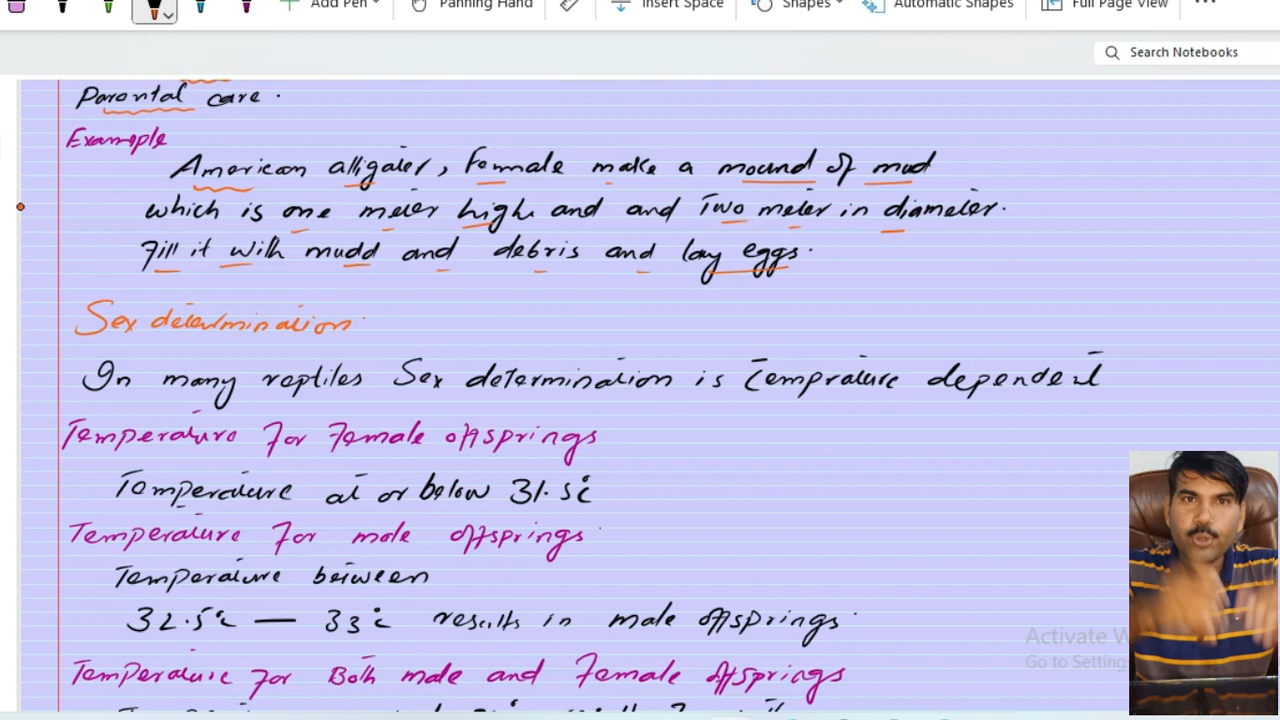 Add Pen
Panning Hand
Insert Space
Shapes
Automatic Shapes
Full Page View
Search Notebooks
Parental care.
Example
American alligater, Female make a mound of mud
which is one meter high and and Two meter in diameter.
Fill it with mudd and debris and lay eggs.
Sex determination
In many reptiles Sex determination is temprature dependent
Temperature For Female offsprings
Temperature at or below 31.5°c
Temperature For male offsprings
Temperature between
32.5°c — 33°c results in male offsprings
Temperature for Both male and Female offsprings
Activate W
Go to Setting